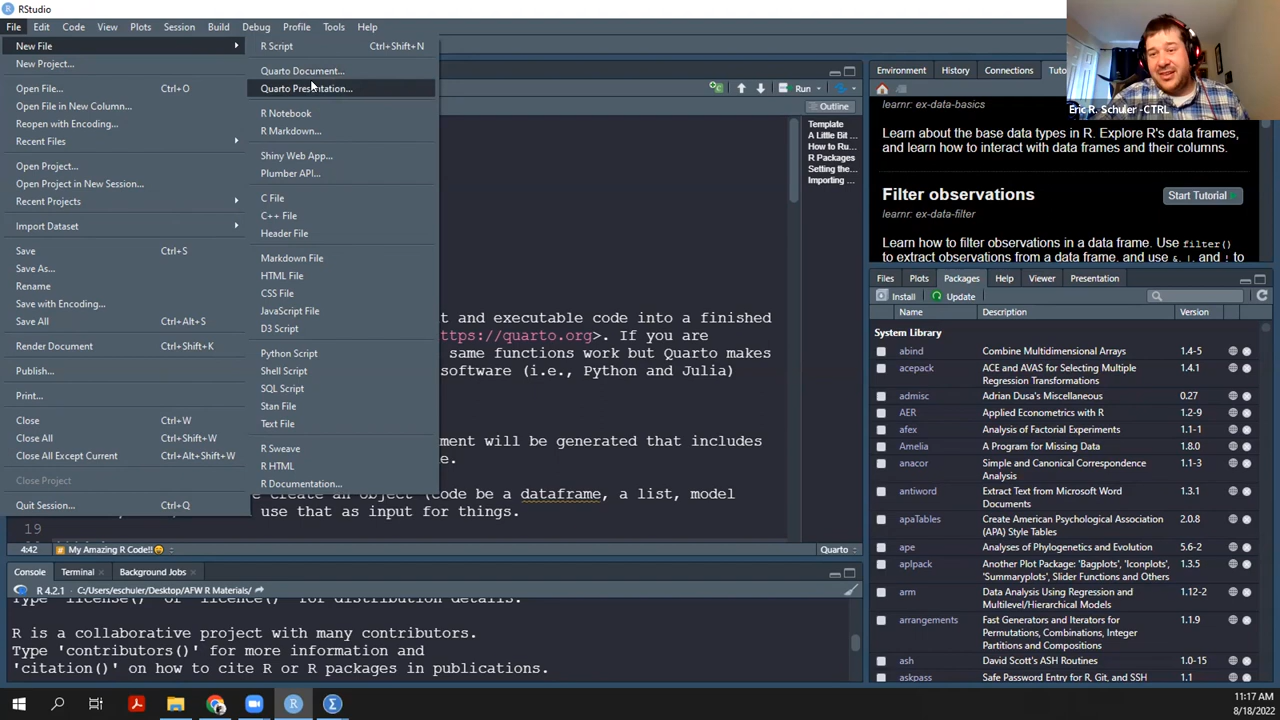 RStudio
File Edit Code View Plots Session Build Debug Profile Tools Help
New File
New Project...
Open File... Ctrl+O
Open File in New Column...
Reopen with Encoding...
Recent Files
Open Project...
Open Project in New Session...
Recent Projects
Import Dataset
Save Ctrl+S
Save As...
Rename
Save with Encoding...
Save All Ctrl+Alt+S
Render Document Ctrl+Shift+K
Publish...
Print...
Close Ctrl+W
Close All Ctrl+Shift+W
Close All Except Current Ctrl+Alt+Shift+W
Close Project
Quit Session... Ctrl+Q
R Script Ctrl+Shift+N
Quarto Document...
Quarto Presentation...
R Notebook
R Markdown...
Shiny Web App...
Plumber API...
C File
C++ File
Header File
Markdown File
HTML File
CSS File
JavaScript File
D3 Script
Python Script
Shell Script
SQL Script
Stan File
Text File
R Sweave
R HTML
R Documentation...
Run
Outline
Template
A Little Bit ...
How to Ru...
R Packages
Setting the...
Importing ...
t and executable code into a finished
ttps://quarto.org>. If you are
same functions work but Quarto makes
software (i.e., Python and Julia)
ment will be generated that includes
e.
e create an object (code be a dataframe, a list, model
use that as input for things.
19
4:42 # My Amazing R Code!!😀 Quarto
Console Terminal Background Jobs
R 4.2.1 · C:/Users/eschuler/Desktop/AFW R Materials/
Type 'license()' or 'licence()' for distribution details.
R is a collaborative project with many contributors.
Type 'contributors()' for more information and
'citation()' on how to cite R or R packages in publications.
Environment History Connections Tuto
Eric R. Schuler -CTRL
learnr: ex-data-basics
Learn about the base data types in R. Explore R's data frames,
and learn how to interact with data frames and their columns.
Filter observations Start Tutorial
learnr: ex-data-filter
Learn how to filter observations in a data frame. Use filter()
to extract observations from a data frame, and use &, |, and ! to
Files Plots Packages Help Viewer Presentation
Install Update
Name Description Version
System Library
abind Combine Multidimensional Arrays 1.4-5
acepack ACE and AVAS for Selecting Multiple Regression Transformations 1.4.1
admisc Adrian Dusa's Miscellaneous 0.27
AER Applied Econometrics with R 1.2-9
afex Analysis of Factorial Experiments 1.1-1
Amelia A Program for Missing Data 1.8.0
anacor Simple and Canonical Correspondence Analysis 1.1-3
antiword Extract Text from Microsoft Word Documents 1.3.1
apaTables Create American Psychological Association (APA) Style Tables 2.0.8
ape Analyses of Phylogenetics and Evolution 5.6-2
aplpack Another Plot Package: 'Bagplots', 'Iconplots', 'Summaryplots', Slider Functions and Others 1.3.5
arm Data Analysis Using Regression and Multilevel/Hierarchical Models 1.12-2
arrangements Fast Generators and Iterators for Permutations, Combinations, Integer Partitions and Compositions 1.1.9
ash David Scott's ASH Routines 1.0-15
askpass Safe Password Entry for R, Git, and SSH 1.1
11:17 AM
8/18/2022